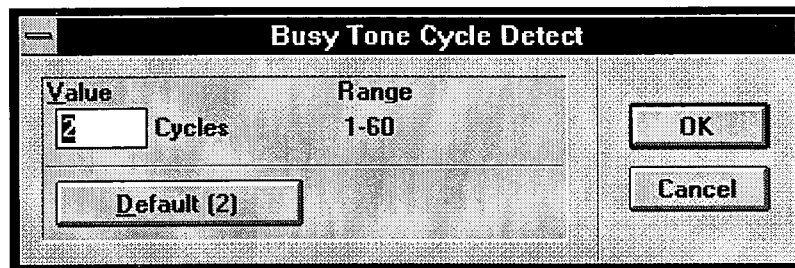 Busy Tone Cycle Detect
Value Range
2 Cycles 1-60 OK
Default (2) Cancel